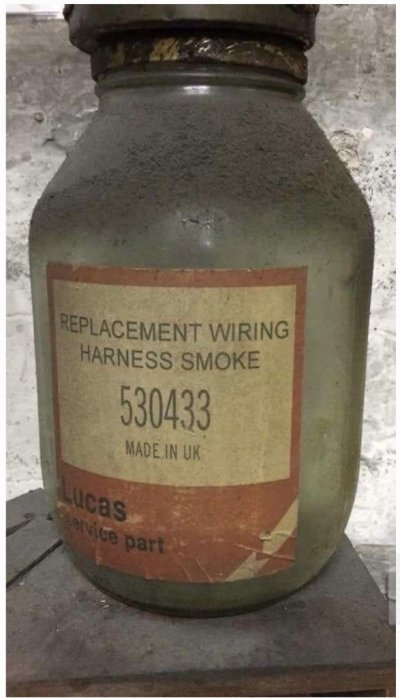 REPLACEMENT WIRING
HARNESS SMOKE
530433
MADE IN UK
Lucas
service part